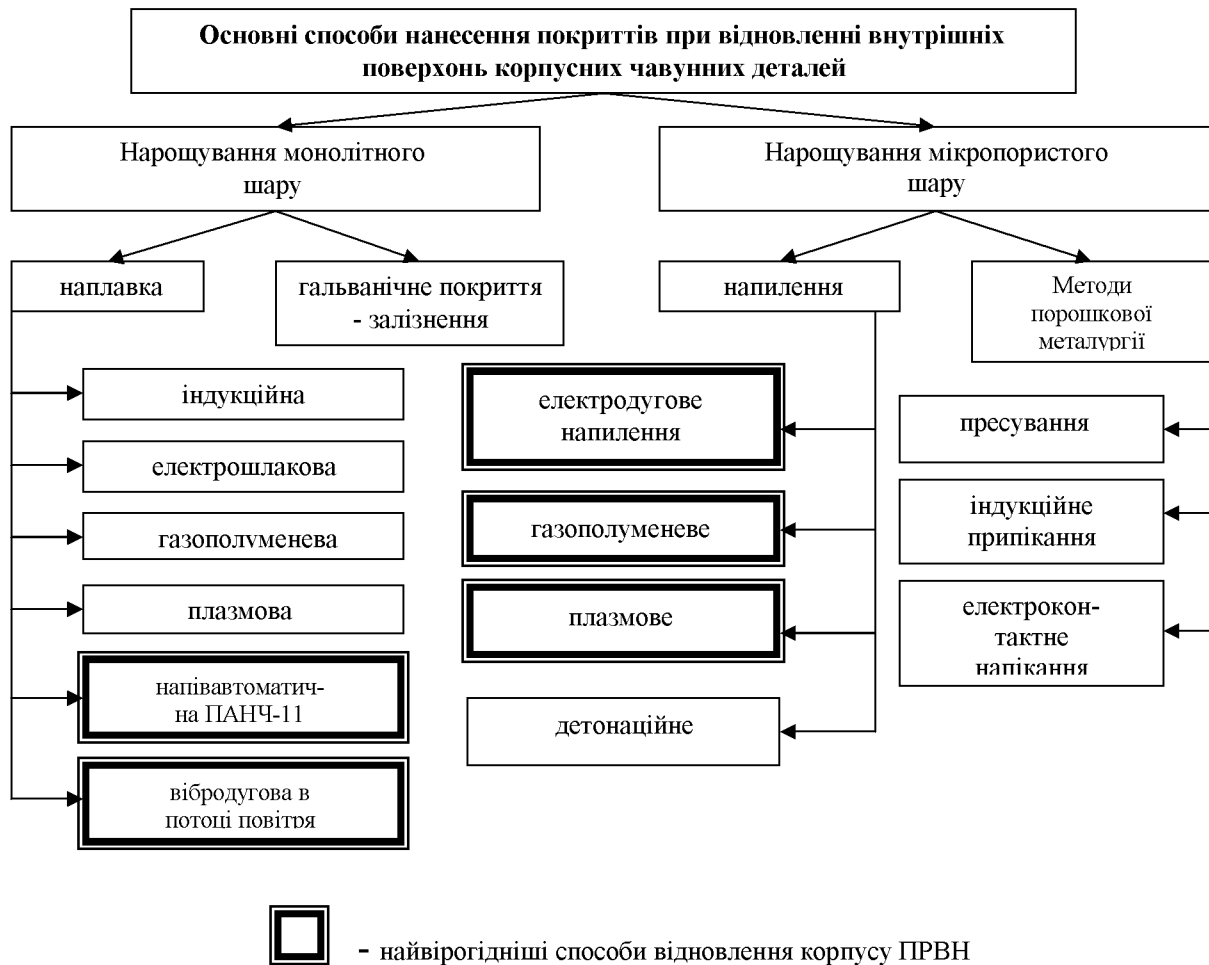 Основні способи нанесення покриттів при відновленні внутрішніх
поверхонь корпусних чавунних деталей
Нарощування монолітного
шару
Нарощування мікропористого
шару
наплавка
гальванічне покриття
- залізнення
напилення
Методи
порошкової
металургії
індукційна
електрошлакова
газополуменева
плазмова
напівавтоматич-
на ПАНЧ-11
вібродугова в
потоці повітря
електродугове
напилення
газополуменеве
плазмове
детонаційне
пресування
індукційне
припікання
електрокон-
тактне
напікання
- найвірогідніші способи відновлення корпусу ПРВН